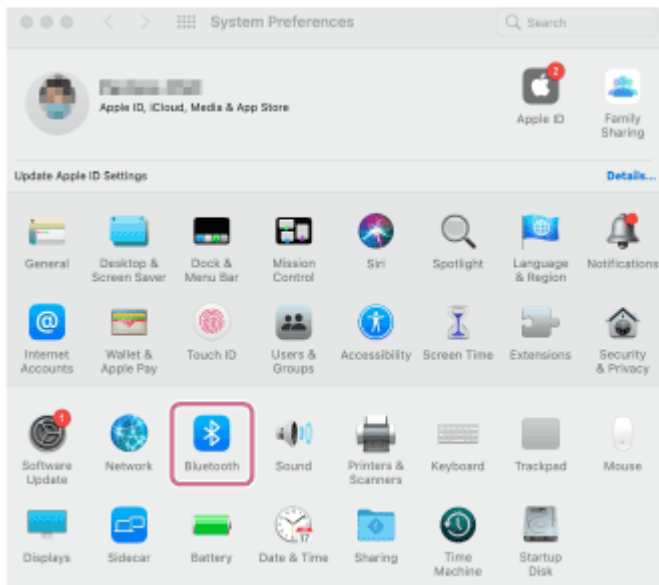 System Preferences
Search
Apple ID, iCloud, Media & App Store
2
Apple ID
Family
Sharing
Update Apple ID Settings
Details...
General
Desktop &
Screen Saver
Dock &
Menu Bar
Mission
Control
Siri
Spotlight
Language
& Region
Notifications
Internet
Accounts
Wallet &
Apple Pay
Touch ID
Users &
Groups
Accessibility
Screen Time
Extensions
Security
& Privacy
1
Software
Update
Network
Bluetooth
Sound
Printers &
Scanners
Keyboard
Trackpad
Mouse
Displays
Sidecar
Battery
17
Date & Time
Sharing
Time
Machine
Startup
Disk